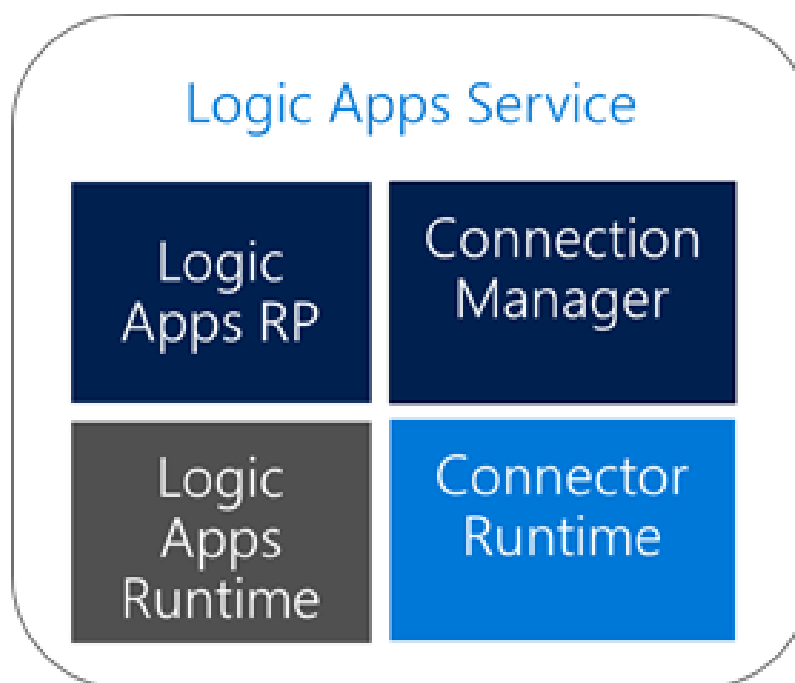 Logic Apps Service
Logic
Apps RP
Connection
Manager
Logic
Apps
Runtime
Connector
Runtime